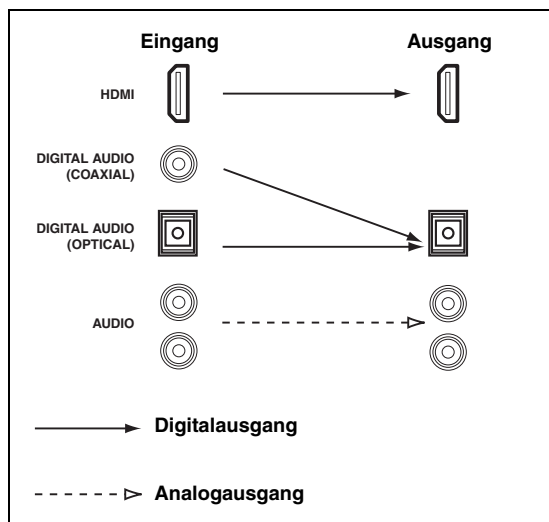 Eingang Ausgang
HDMI
DIGITAL AUDIO
(COAXIAL)
DIGITAL AUDIO
(OPTICAL)
AUDIO
Digitalausgang
Analogausgang